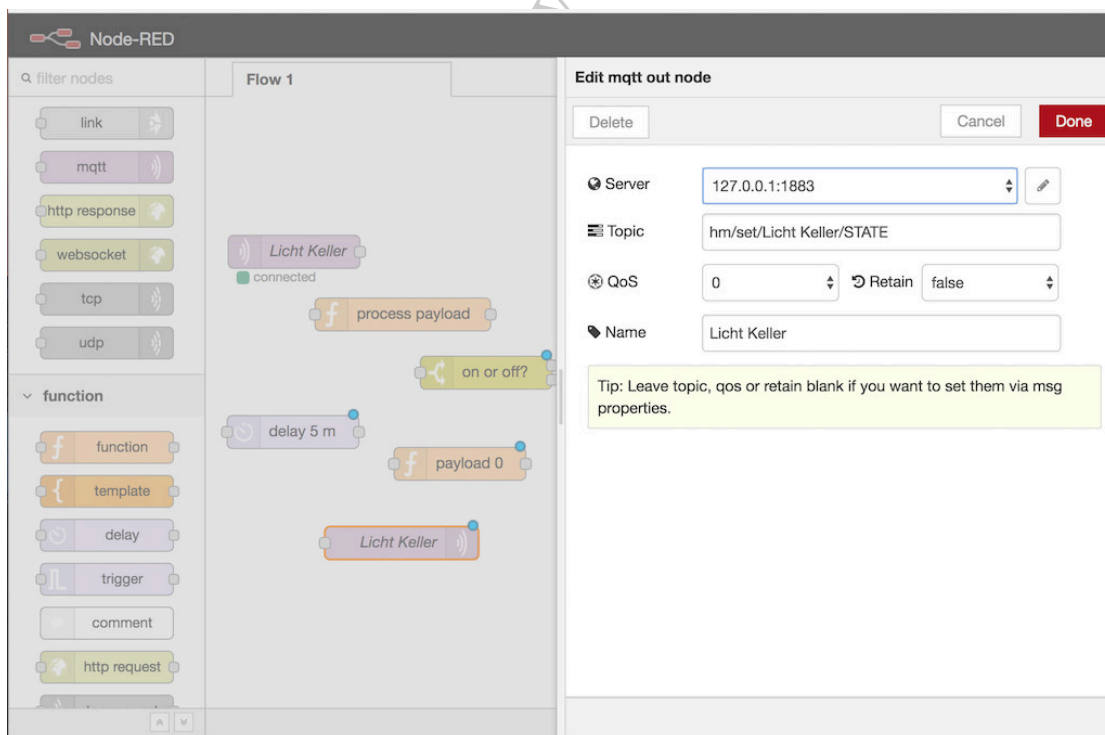 Node-RED
filter nodes
link
mqtt
http response
websocket
tcp
udp
function
function
template
delay
trigger
comment
http request
Flow 1
Licht Keller
connected
process payload
on or off?
delay 5 m
payload 0
Licht Keller
Edit mqtt out node
Delete
Cancel
Done
Server
127.0.0.1:1883
Topic
hm/set/Licht Keller/STATE
QoS
0
Retain
false
Name
Licht Keller
Tip: Leave topic, qos or retain blank if you want to set them via msg
properties.